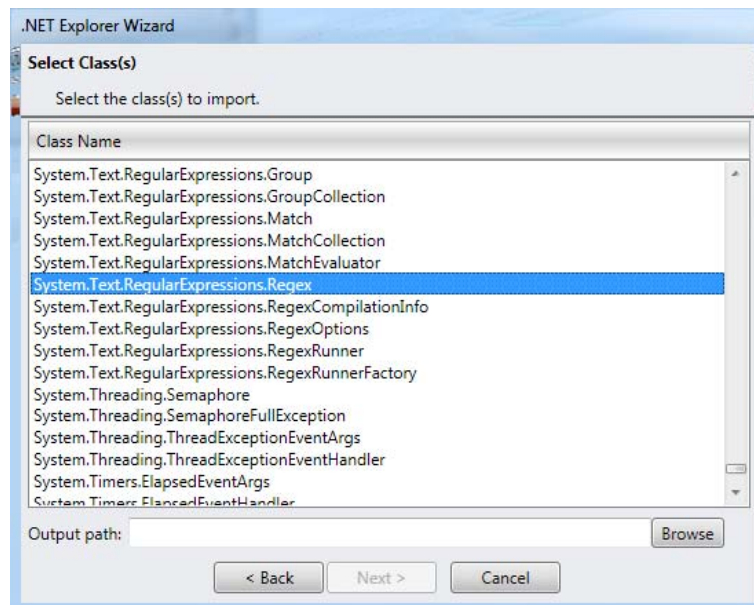 .NET Explorer Wizard
Select Class(s)
Select the class(s) to import.
Class Name
System.Text.RegularExpressions.Group
System.Text.RegularExpressions.GroupCollection
System.Text.RegularExpressions.Match
System.Text.RegularExpressions.MatchCollection
System.Text.RegularExpressions.MatchEvaluator
System.Text.RegularExpressions.Regex
System.Text.RegularExpressions.RegexCompilationInfo
System.Text.RegularExpressions.RegexOptions
System.Text.RegularExpressions.RegexRunner
System.Text.RegularExpressions.RegexRunnerFactory
System.Threading.Semaphore
System.Threading.SemaphoreFullException
System.Threading.ThreadExceptionEventArgs
System.Threading.ThreadExceptionEventHandler
System.Timers.ElapsedEventArgs
System.Timers.ElapsedEventHandler
Output path:
Browse
< Back
Next >
Cancel